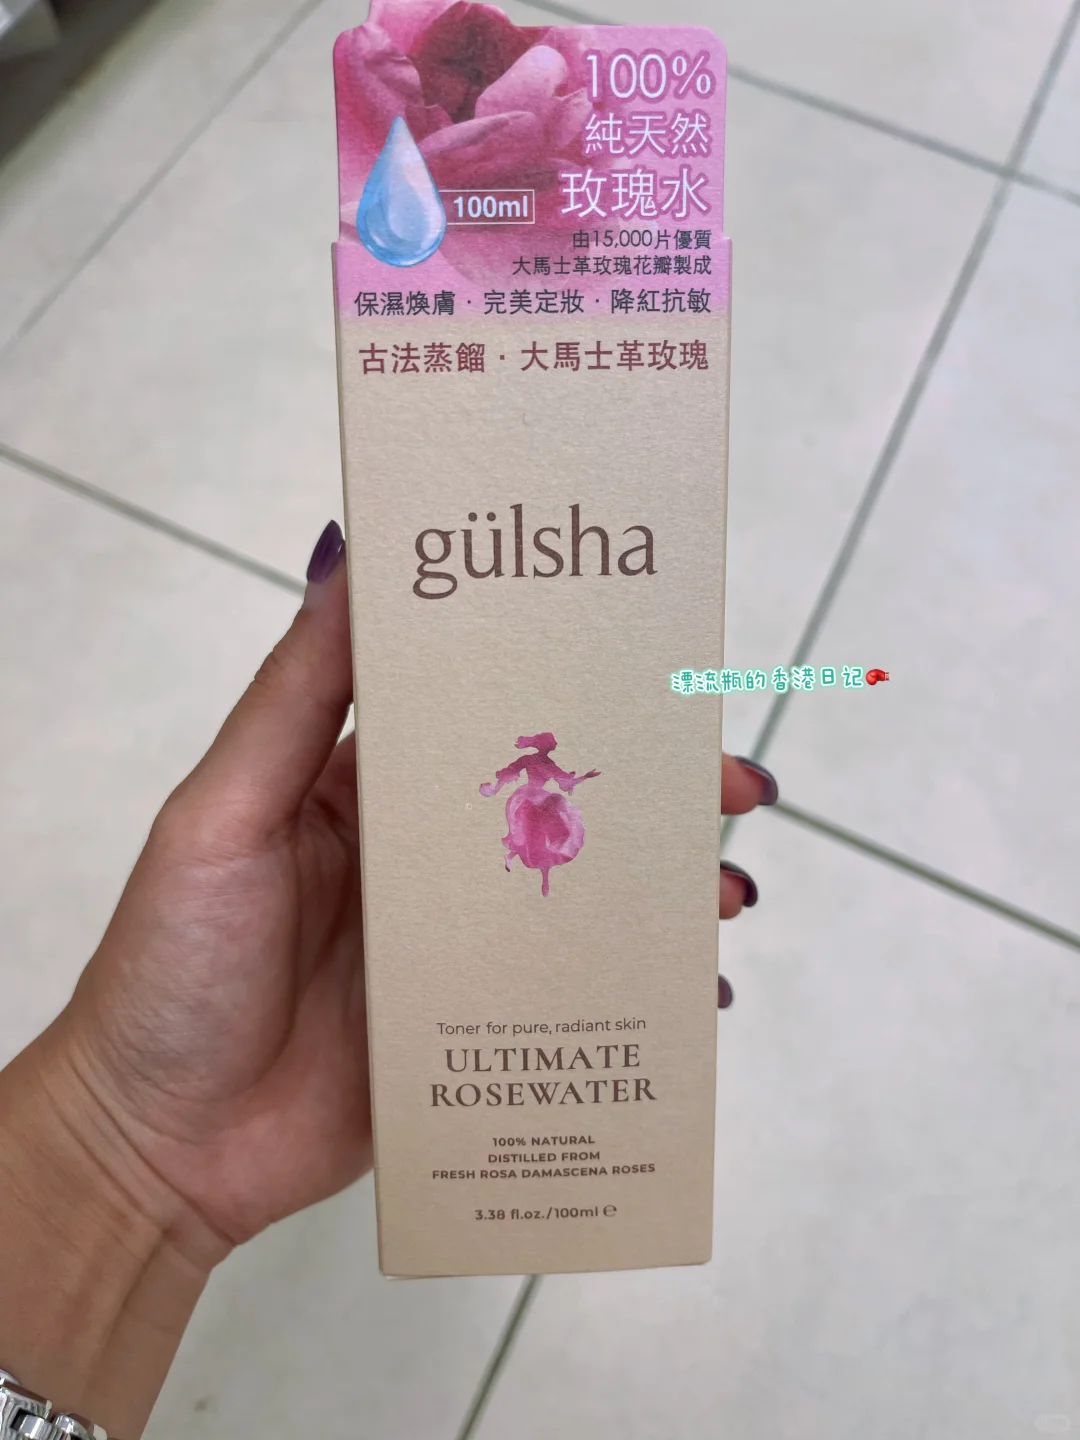 100%
純天然
玫瑰水
100ml
由15,000片優質
大馬士革玫瑰花瓣製成
保濕煥膚・完美定妝・降紅抗敏
古法蒸餾・大馬士革玫瑰
gülsha
漂流瓶的香港日记
Toner for pure, radiant skin
ULTIMATE
ROSEWATER
100% NATURAL
DISTILLED FROM
FRESH ROSA DAMASCENA ROSES
3.38 fl.oz./100ml ℮